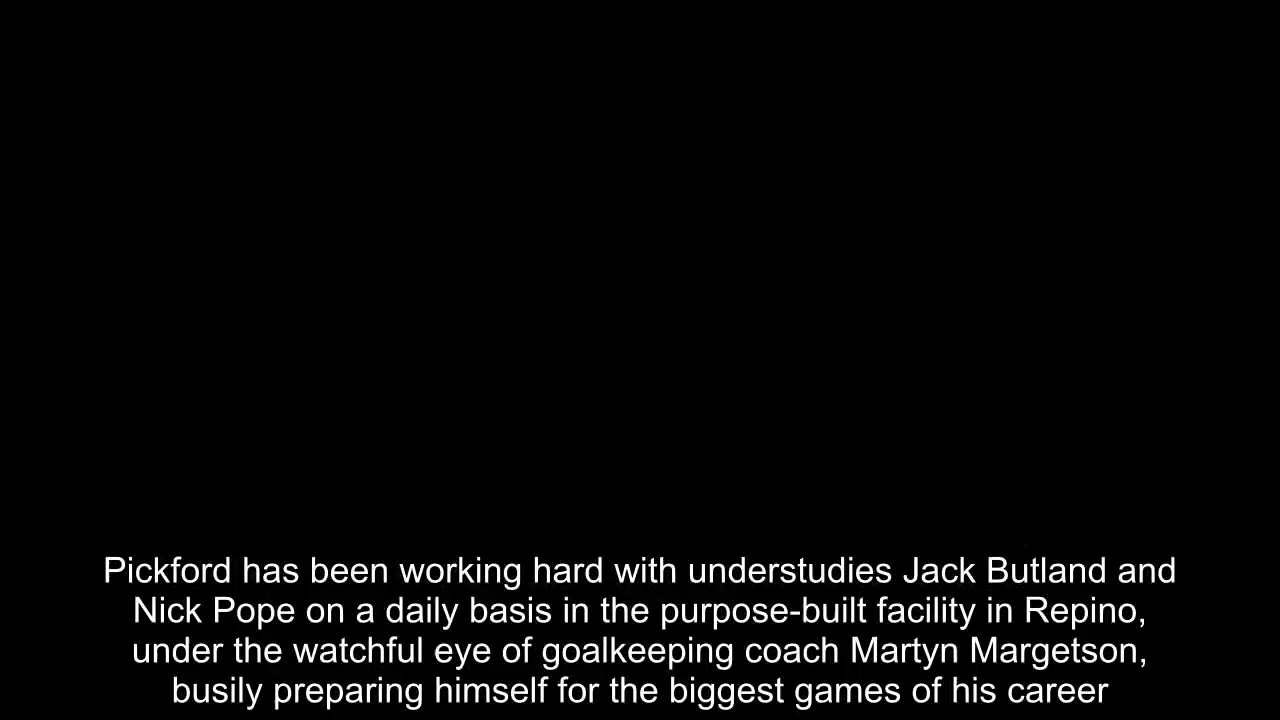 Pickford has been working hard with understudies Jack Butland and
Nick Pope on a daily basis in the purpose-built facility in Repino,
under the watchful eye of goalkeeping coach Martyn Margetson,
busily preparing himself for the biggest games of his career